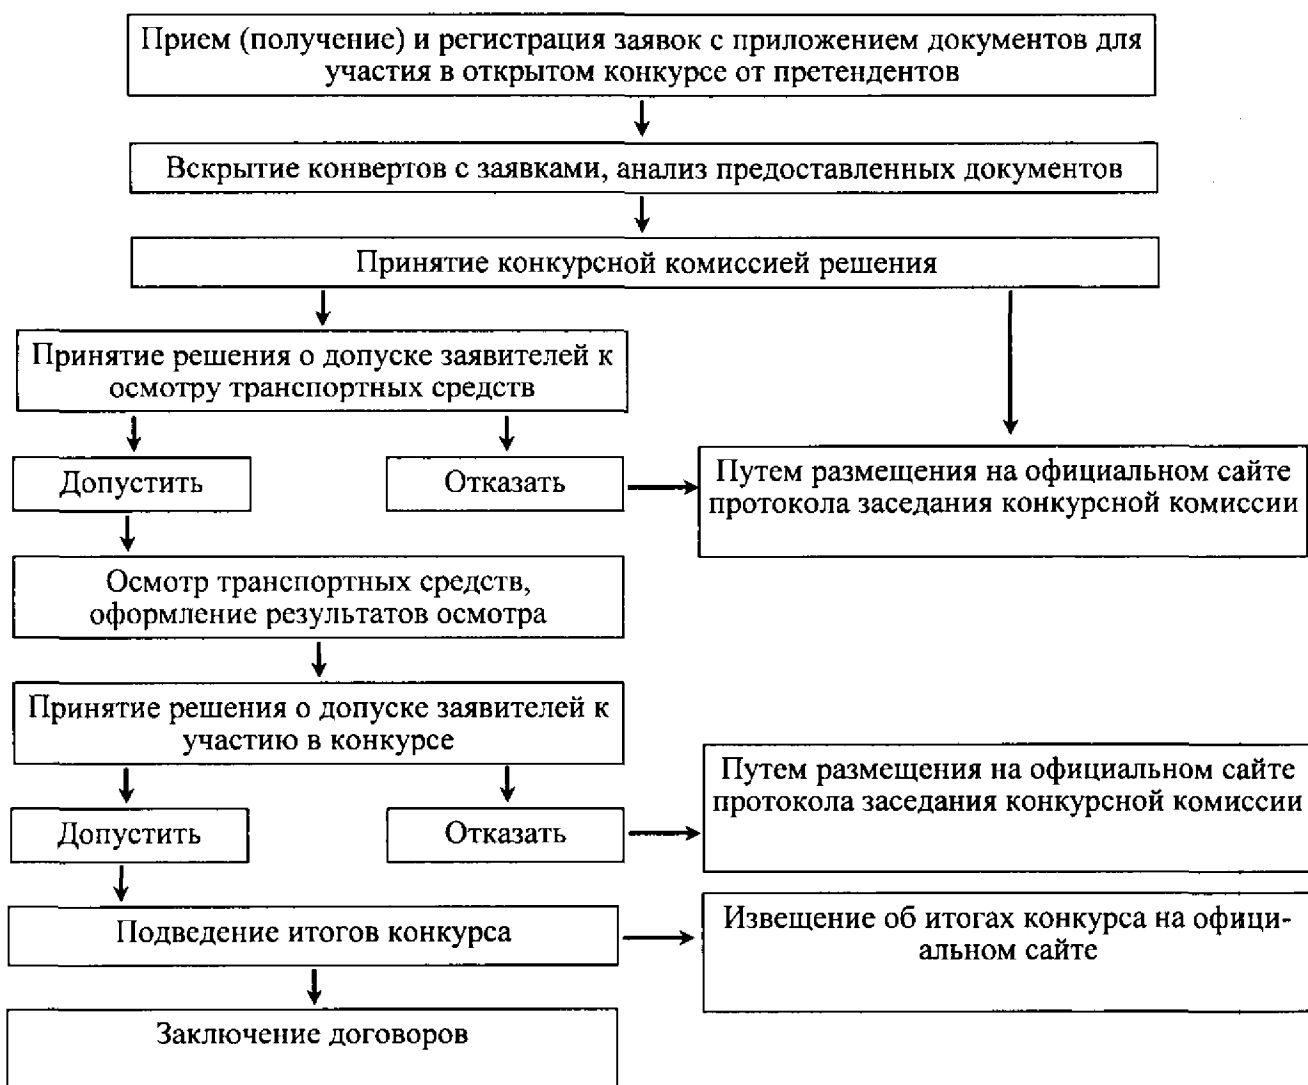 Прием (получение) и регистрация заявок с приложением документов для
участия в открытом конкурсе от претендентов
Вскрытие конвертов с заявками, анализ предоставленных документов
Принятие конкурсной комиссией решения
Принятие решения о допуске заявителей к
осмотру транспортных средств
Допустить
Отказать
Путем размещения на официальном сайте
протокола заседания конкурсной комиссии
Осмотр транспортных средств,
оформление результатов осмотра
Принятие решения о допуске заявителей к
участию в конкурсе
Допустить
Отказать
Путем размещения на официальном сайте
протокола заседания конкурсной комиссии
Подведение итогов конкурса
Извещение об итогах конкурса на офици-
альном сайте
Заключение договоров